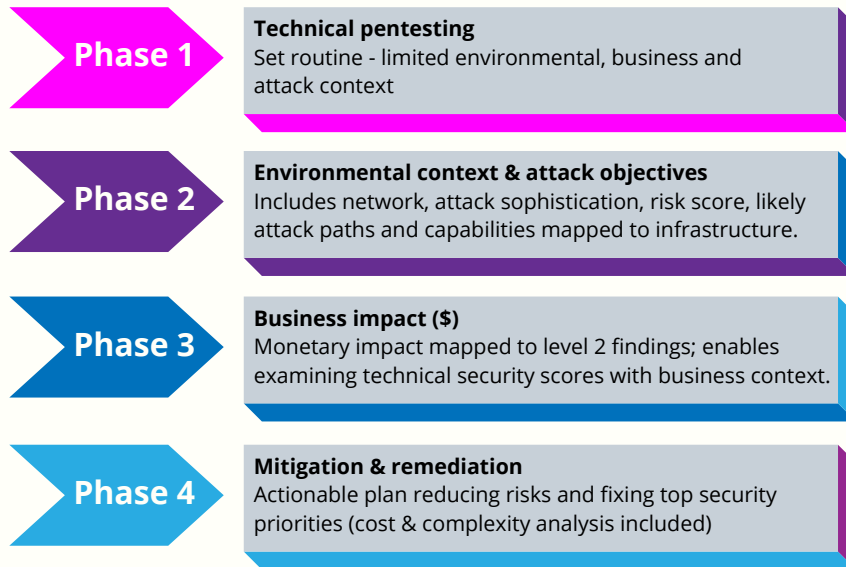 Phase 1
Technical pentesting
Set routine - limited environmental, business and
attack context
Phase 2
Environmental context & attack objectives
Includes network, attack sophistication, risk score, likely
attack paths and capabilities mapped to infrastructure.
Phase 3
Business impact ($)
Monetary impact mapped to level 2 findings; enables
examining technical security scores with business context.
Phase 4
Mitigation & remediation
Actionable plan reducing risks and fixing top security
priorities (cost & complexity analysis included)